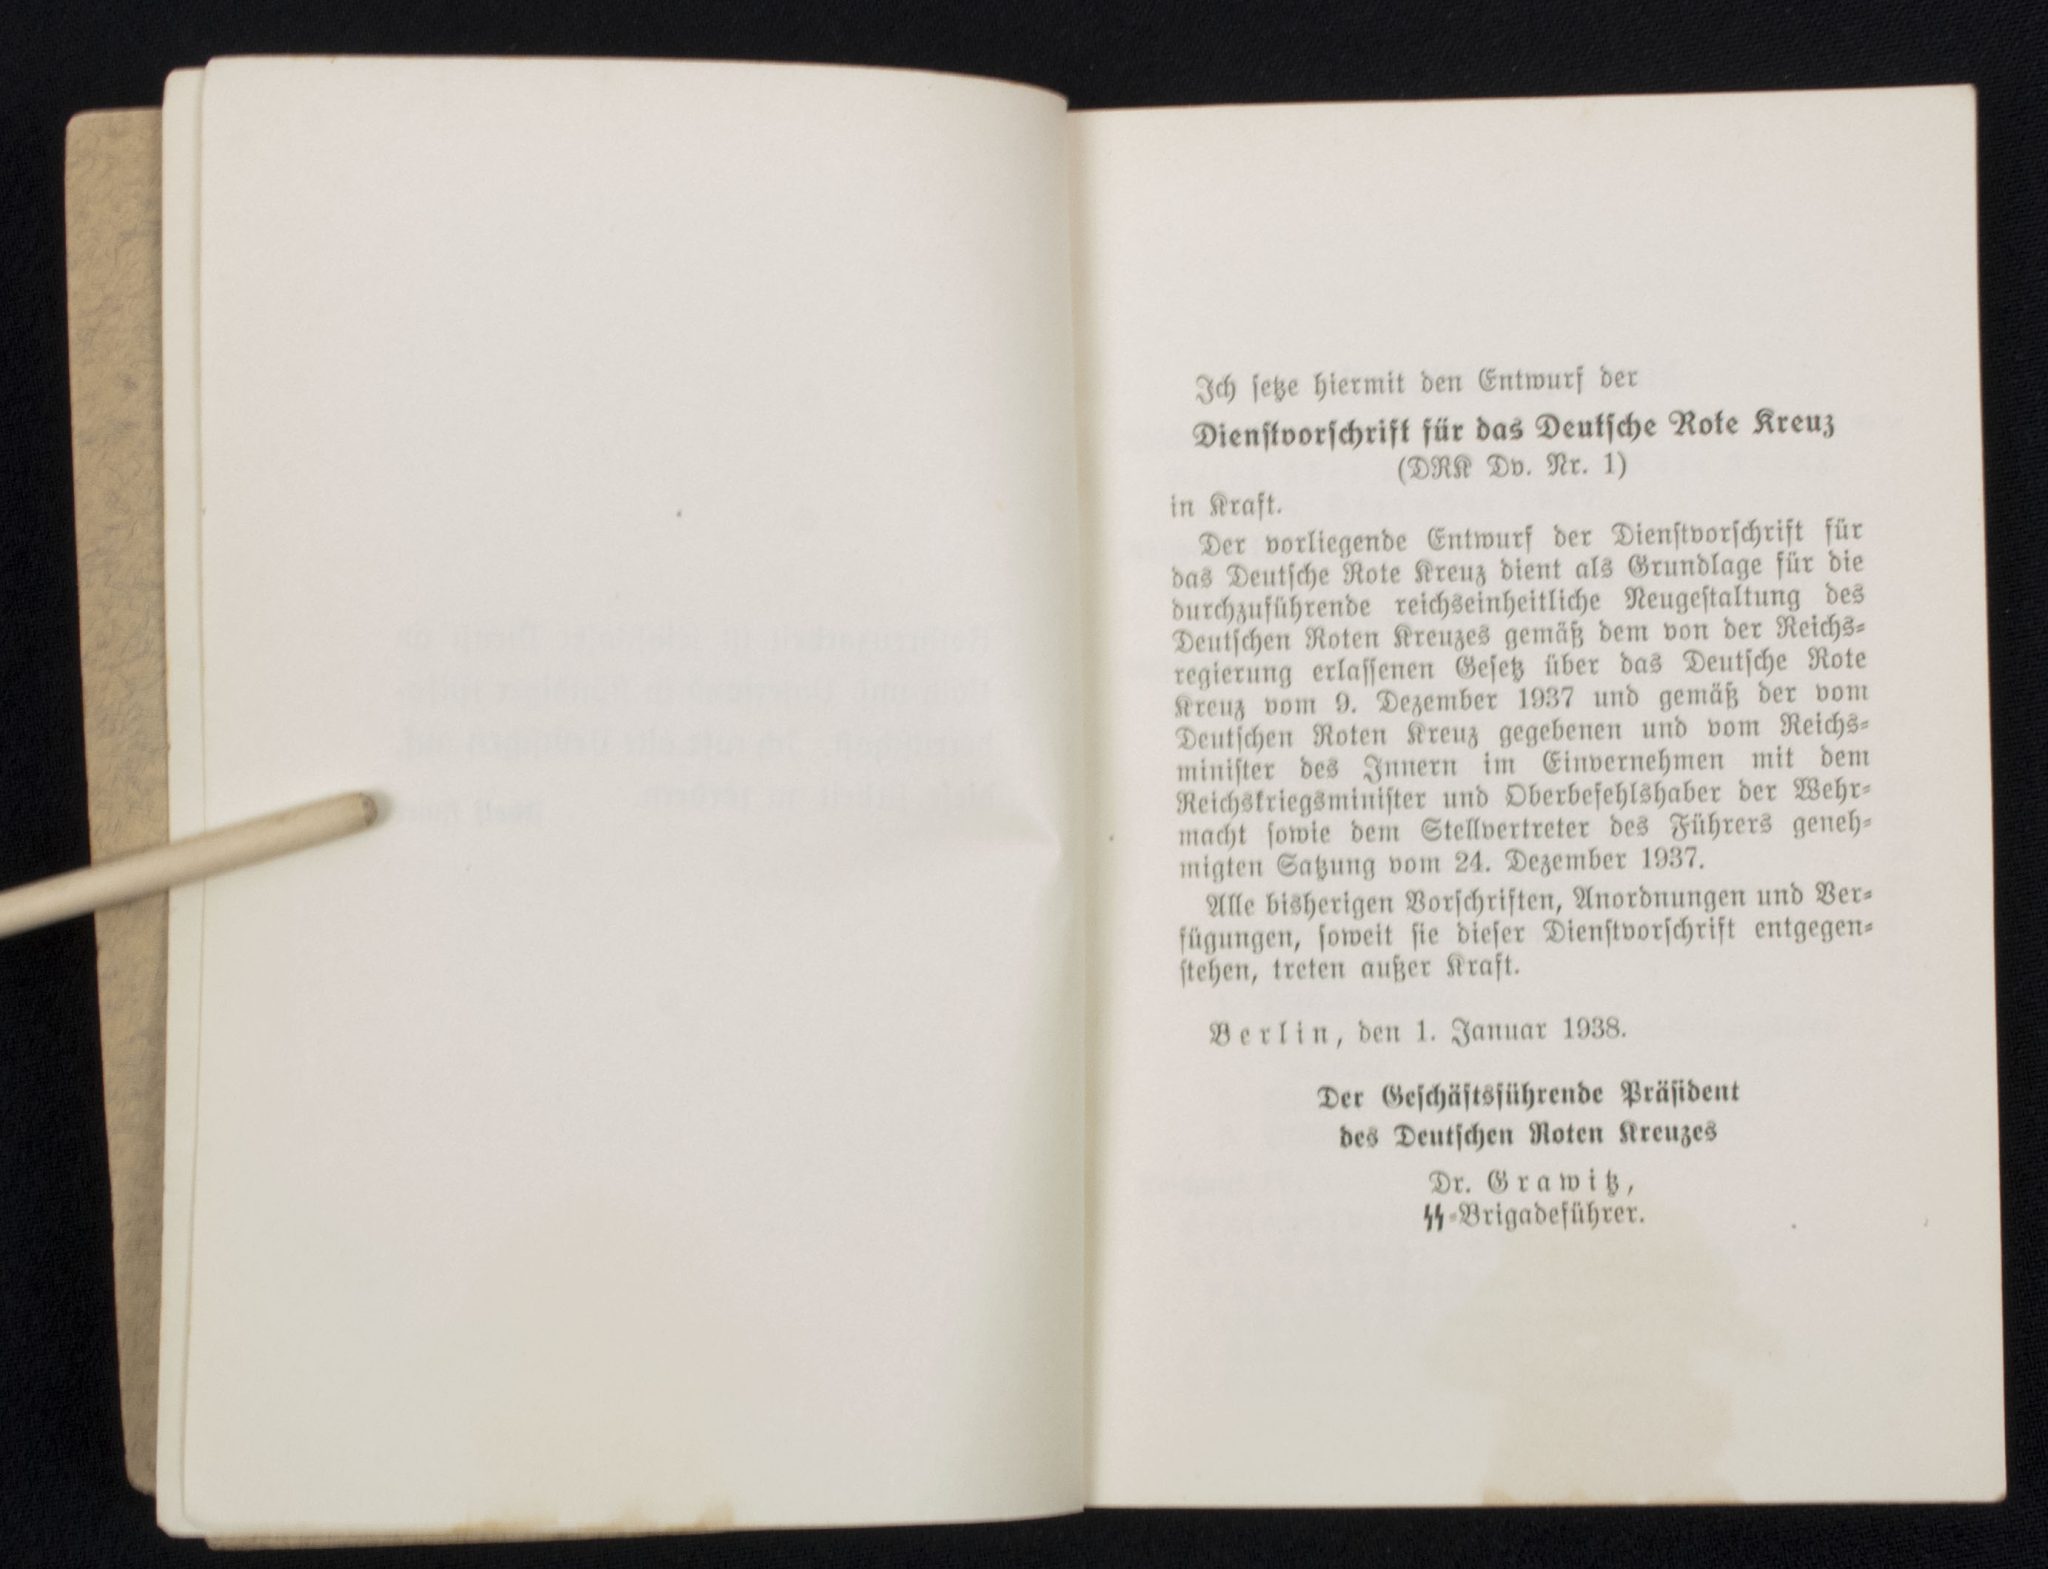 Ich setze hiermit den Entwurf der
Dienstvorschrift für das Deutsche Rote Kreuz
(DRK Dv. Nr. 1)
in Kraft.
Der vorliegende Entwurf der Dienstvorschrift für
das Deutsche Rote Kreuz dient als Grundlage für die
durchzuführende reichseinheitliche Neugestaltung des
Deutschen Roten Kreuzes gemäß dem von der Reichs-
regierung erlassenen Gesetz über das Deutsche Rote
Kreuz vom 9. Dezember 1937 und gemäß der vom
Deutschen Roten Kreuz gegebenen und vom Reichs-
minister des Innern im Einvernehmen mit dem
Reichskriegsminister und Oberbefehlshaber der Wehr-
macht sowie dem Stellvertreter des Führers geneh-
migten Satzung vom 24. Dezember 1937.
Alle bisherigen Vorschriften, Anordnungen und Ver-
fügungen, soweit sie dieser Dienstvorschrift entgegen-
stehen, treten außer Kraft.
Berlin, den 1. Januar 1938.
Der Geschäftsführende Präsident
des Deutschen Roten Kreuzes
Dr. Grawitz,
SS-Brigadeführer.